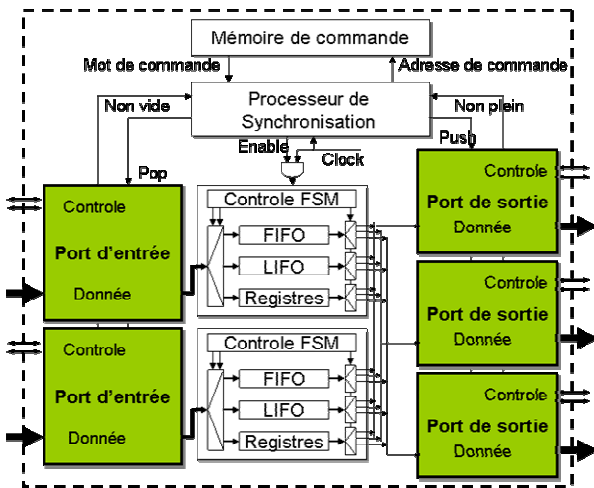 Mémoire de commande
Mot de commande
Adresse de commande
Non vide
Processeur de
Synchronisation
Non plein
Enable
Clock
Push
Pop
Controle
Port d'entrée
Donnée
Controle
Port d'entrée
Donnée
Controle FSM
FIFO
LIFO
Registres
Controle FSM
FIFO
LIFO
Registres
Controle
Port de sortie
Donnée
Controle
Port de sortie
Donnée
Controle
Port de sortie
Donnée